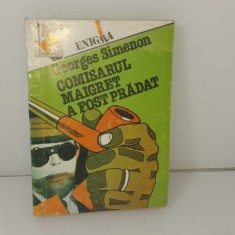 ENIGMA
Georges Simenon
COMISARUL
MAIGRET
A FOST PRĂDAT